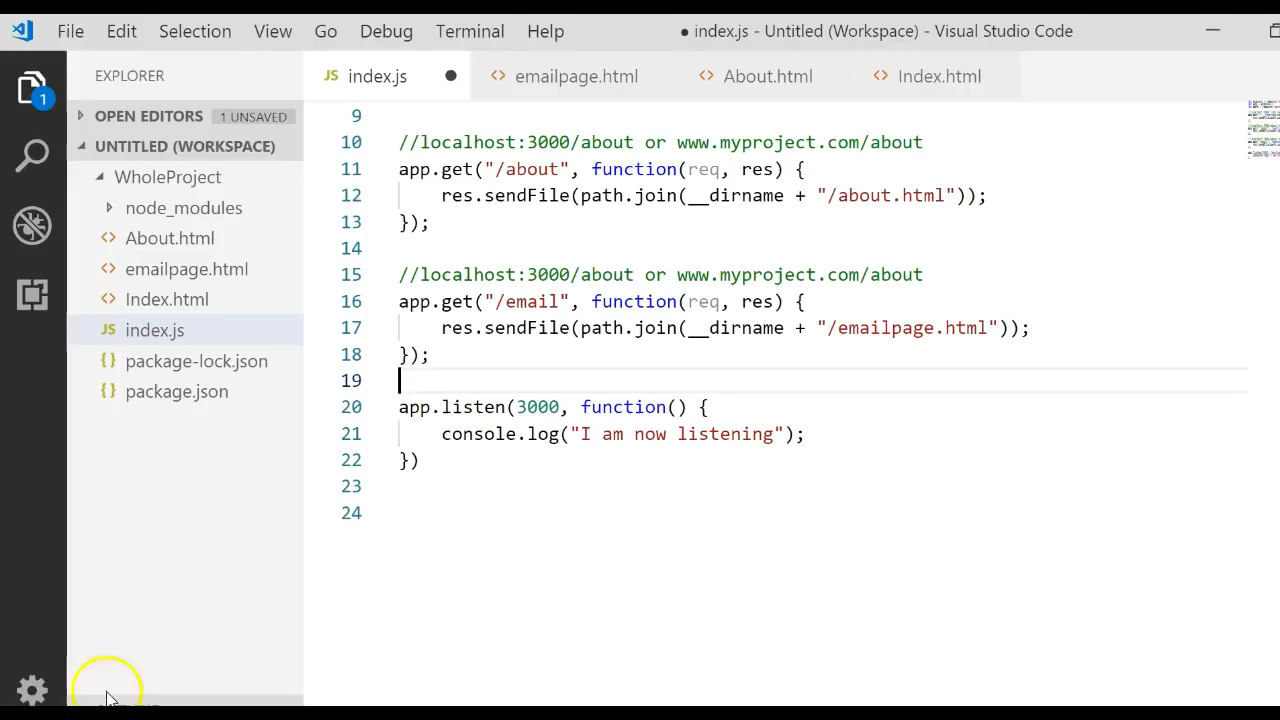 File Edit Selection View Go Debug Terminal Help ● index.js - Untitled (Workspace) - Visual Studio Code
EXPLORER
JS index.js ●
<> emailpage.html
<> About.html
<> Index.html
1
OPEN EDITORS 1 UNSAVED
UNTITLED (WORKSPACE)
WholeProject
node_modules
<> About.html
<> emailpage.html
<> Index.html
JS index.js
{} package-lock.json
{} package.json
9
10 //localhost:3000/about or www.myproject.com/about
11 app.get("/about", function(req, res) {
12 res.sendFile(path.join(__dirname + "/about.html"));
13 });
14
15 //localhost:3000/about or www.myproject.com/about
16 app.get("/email", function(req, res) {
17 res.sendFile(path.join(__dirname + "/emailpage.html"));
18 });
19
20 app.listen(3000, function() {
21 console.log("I am now listening");
22 })
23
24